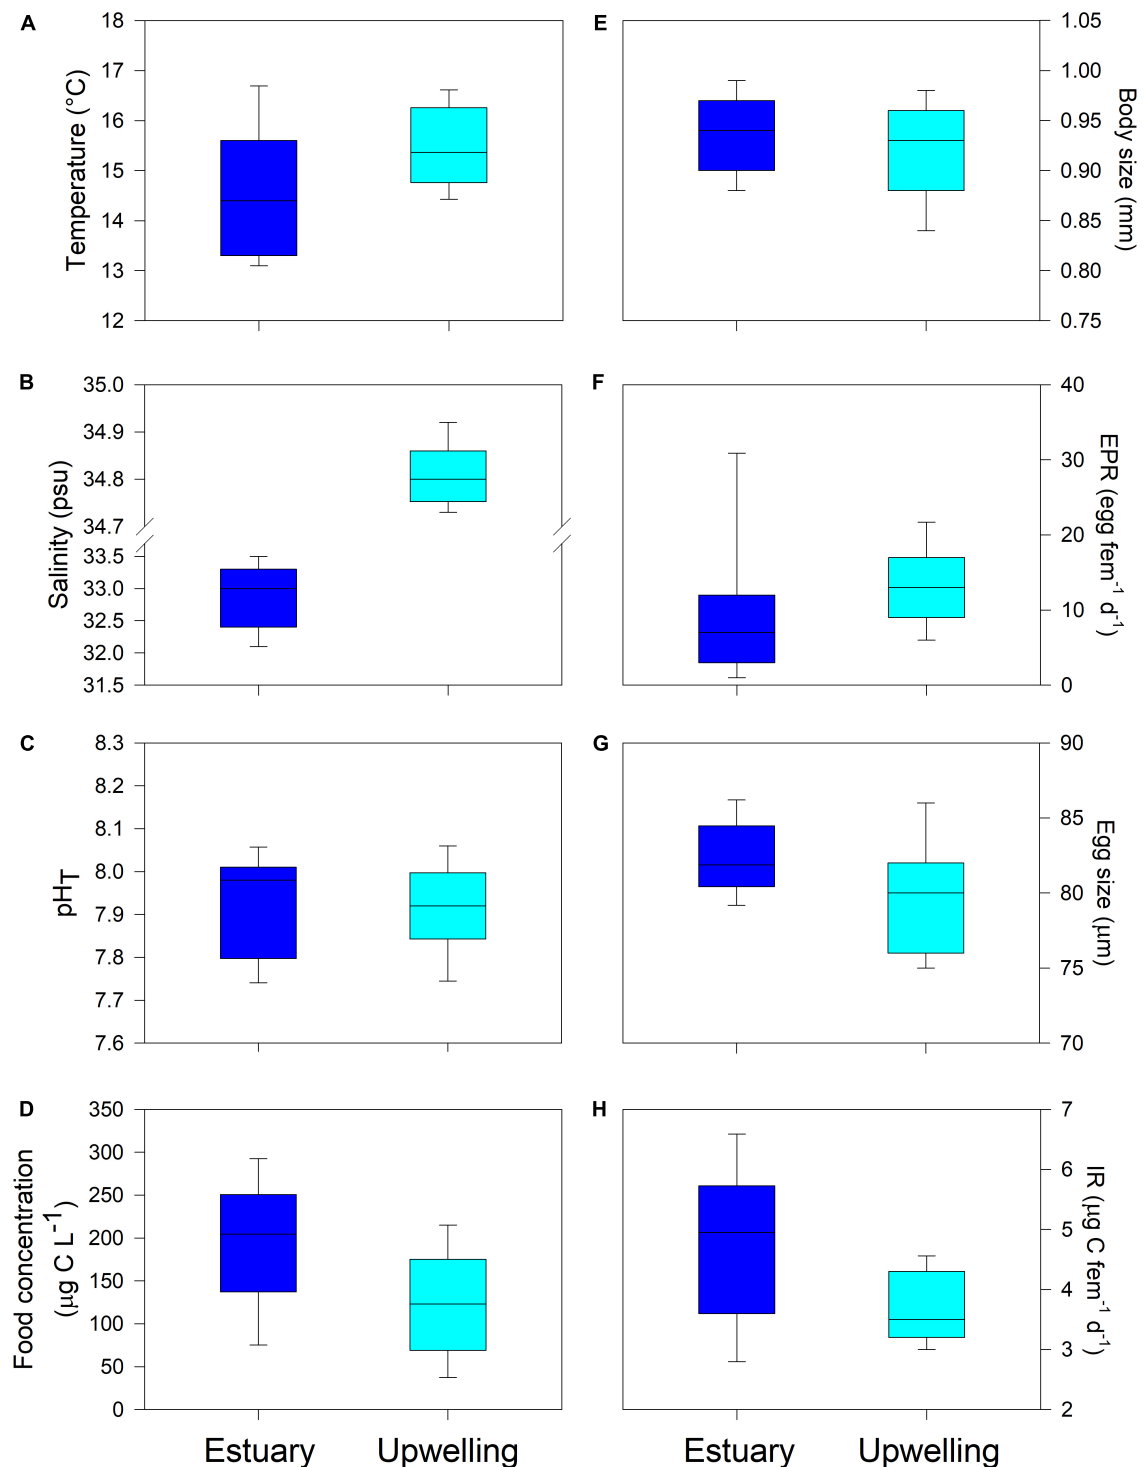 A
Temperature (°C)
18
17
16
15
14
13
12
E
1.05
1.00
0.95
0.90
0.85
0.80
0.75
Body size (mm)
B
Salinity (psu)
35.0
34.9
34.8
34.7
33.5
33.0
32.5
32.0
31.5
F
40
30
20
10
0
EPR (egg fem⁻¹ d⁻¹)
C
pH_T
8.3
8.2
8.1
8.0
7.9
7.8
7.7
7.6
G
90
85
80
75
70
Egg size (μm)
D
Food concentration
(μg C L⁻¹)
350
300
250
200
150
100
50
0
H
7
6
5
4
3
2
IR (μg C fem⁻¹ d⁻¹)
Estuary Upwelling
Estuary Upwelling